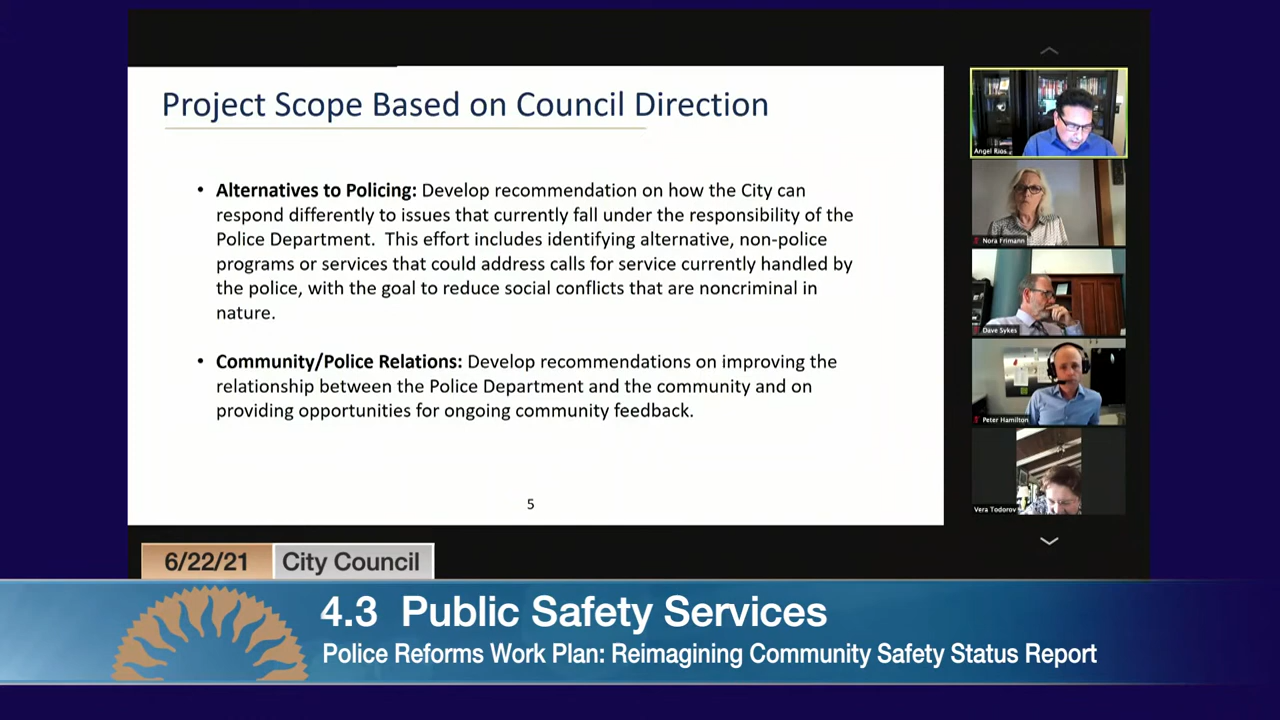 Project Scope Based on Council Direction
• Alternatives to Policing: Develop recommendation on how the City can
respond differently to issues that currently fall under the responsibility of the
Police Department. This effort includes identifying alternative, non-police
programs or services that could address calls for service currently handled by
the police, with the goal to reduce social conflicts that are noncriminal in
nature.
• Community/Police Relations: Develop recommendations on improving the
relationship between the Police Department and the community and on
providing opportunities for ongoing community feedback.
5
Angel Rios
Nora Frimann
Dave Sykes
Peter Hamilton
Vera Todorov
6/22/21 City Council
4.3 Public Safety Services
Police Reforms Work Plan: Reimagining Community Safety Status Report